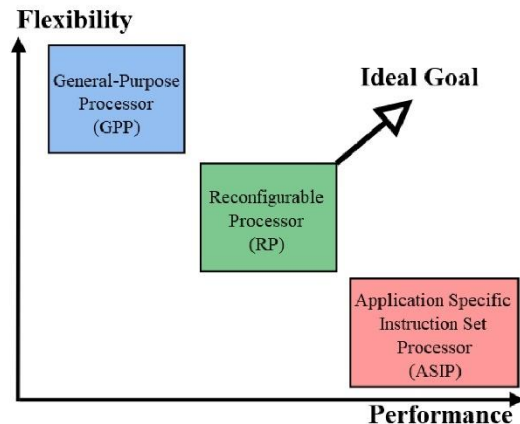 Flexibility
General-Purpose
Processor
(GPP)
Ideal Goal
Reconfigurable
Processor
(RP)
Application Specific
Instruction Set
Processor
(ASIP)
Performance